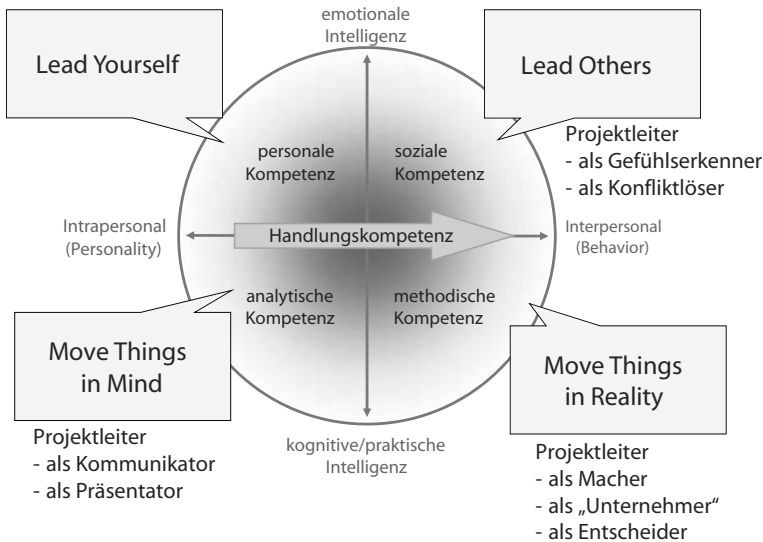 emotionale
Intelligenz
Lead Yourself
Lead Others
Projektleiter
- als Gefühlserkenner
- als Konfliktlöser
personale
Kompetenz
soziale
Kompetenz
Intrapersonal
(Personality)
Handlungskompetenz
Interpersonal
(Behavior)
analytische
Kompetenz
methodische
Kompetenz
Move Things
in Mind
Projektleiter
- als Kommunikator
- als Präsentator
Move Things
in Reality
Projektleiter
- als Macher
- als „Unternehmer“
- als Entscheider
kognitive/praktische
Intelligenz